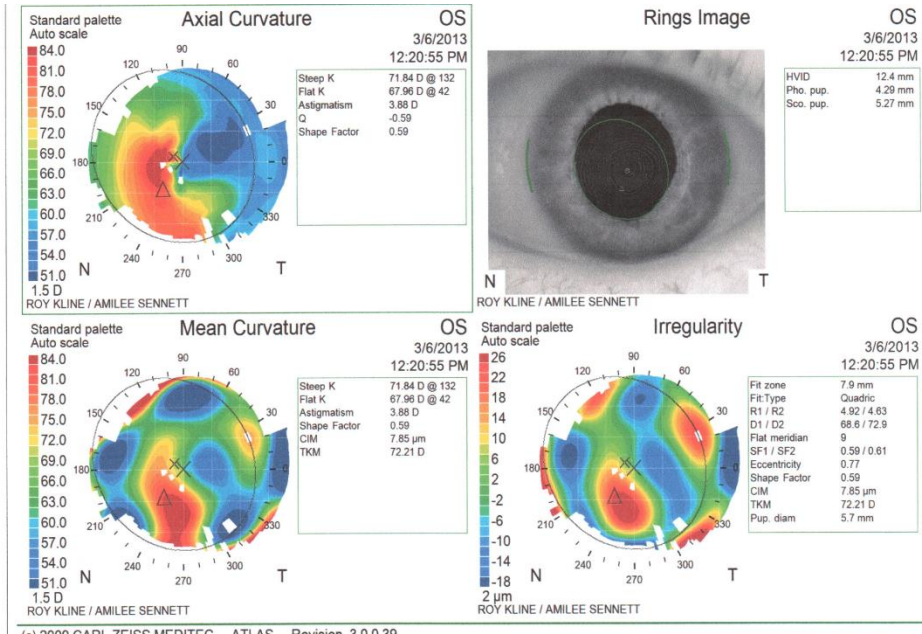 Standard palette
Auto scale
Axial Curvature
OS
3/6/2013
12:20:55 PM
84.0
81.0
78.0
75.0
72.0
69.0
66.0
63.0
60.0
57.0
54.0
51.0
1.5 D
90
60
30
0
330
300
270
240
210
180
150
120
N
T
Steep K 71.84 D @ 132
Flat K 67.96 D @ 42
Astigmatism 3.88 D
Q -0.59
Shape Factor 0.59
ROY KLINE / AMILEE SENNETT
Rings Image
OS
3/6/2013
12:20:55 PM
HVID 12.4 mm
Pho. pup. 4.29 mm
Sco. pup. 5.27 mm
N
T
ROY KLINE / AMILEE SENNETT
Standard palette
Auto scale
Mean Curvature
OS
3/6/2013
12:20:55 PM
84.0
81.0
78.0
75.0
72.0
69.0
66.0
63.0
60.0
57.0
54.0
51.0
1.5 D
90
60
30
0
330
300
270
240
210
180
150
120
N
T
Steep K 71.84 D @ 132
Flat K 67.96 D @ 42
Astigmatism 3.88 D
Shape Factor 0.59
CIM 7.85 µm
TKM 72.21 D
ROY KLINE / AMILEE SENNETT
Standard palette
Auto scale
Irregularity
OS
3/6/2013
12:20:55 PM
26
22
18
14
10
6
2
-2
-6
-10
-14
-18
2 µm
90
60
30
0
330
300
270
240
210
180
150
120
N
T
Fit zone 7.9 mm
Fit:Type Quadric
R1 / R2 4.92 / 4.63
D1 / D2 68.6 / 72.9
Flat meridian 9
SF1 / SF2 0.59 / 0.61
Eccentricity 0.77
Shape Factor 0.59
CIM 7.85 µm
TKM 72.21 D
Pup. diam 5.7 mm
ROY KLINE / AMILEE SENNETT